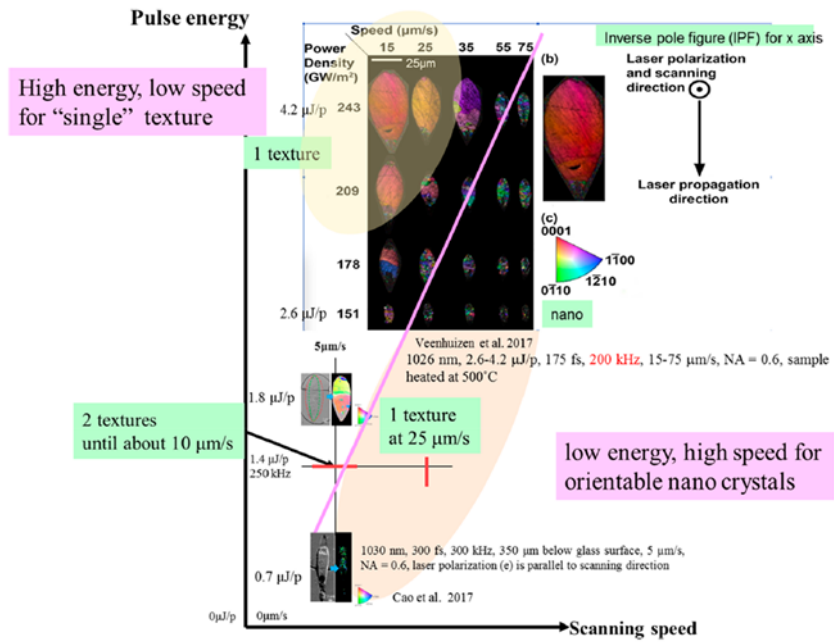 Pulse energy
Speed (μm/s)
15 25 35 55 75
Inverse pole figure (IPF) for x axis
Power
Density
(GW/m²)
25μm
(b)
Laser polarization
and scanning
direction
High energy, low speed
for “single” texture
4.2 μJ/p
243
1 texture
209
Laser propagation
direction
(c)
0001
178
1̄100
1̄21̄0
01̄10
2.6 μJ/p
151
nano
Veenhuizen et al. 2017
5μm/s
1026 nm, 2.6-4.2 μJ/p, 175 fs, 200 kHz, 15-75 μm/s, NA = 0.6, sample
heated at 500˚C
1.8 μJ/p
2 textures
until about 10 μm/s
1 texture
at 25 μm/s
1.4 μJ/p
250 kHz
low energy, high speed for
orientable nano crystals
1030 nm, 300 fs, 300 kHz, 350 μm below glass surface, 5 μm/s,
NA = 0.6, laser polarization (e) is parallel to scanning direction
0.7 μJ/p
Cao et al. 2017
0μJ/p
0μm/s
Scanning speed